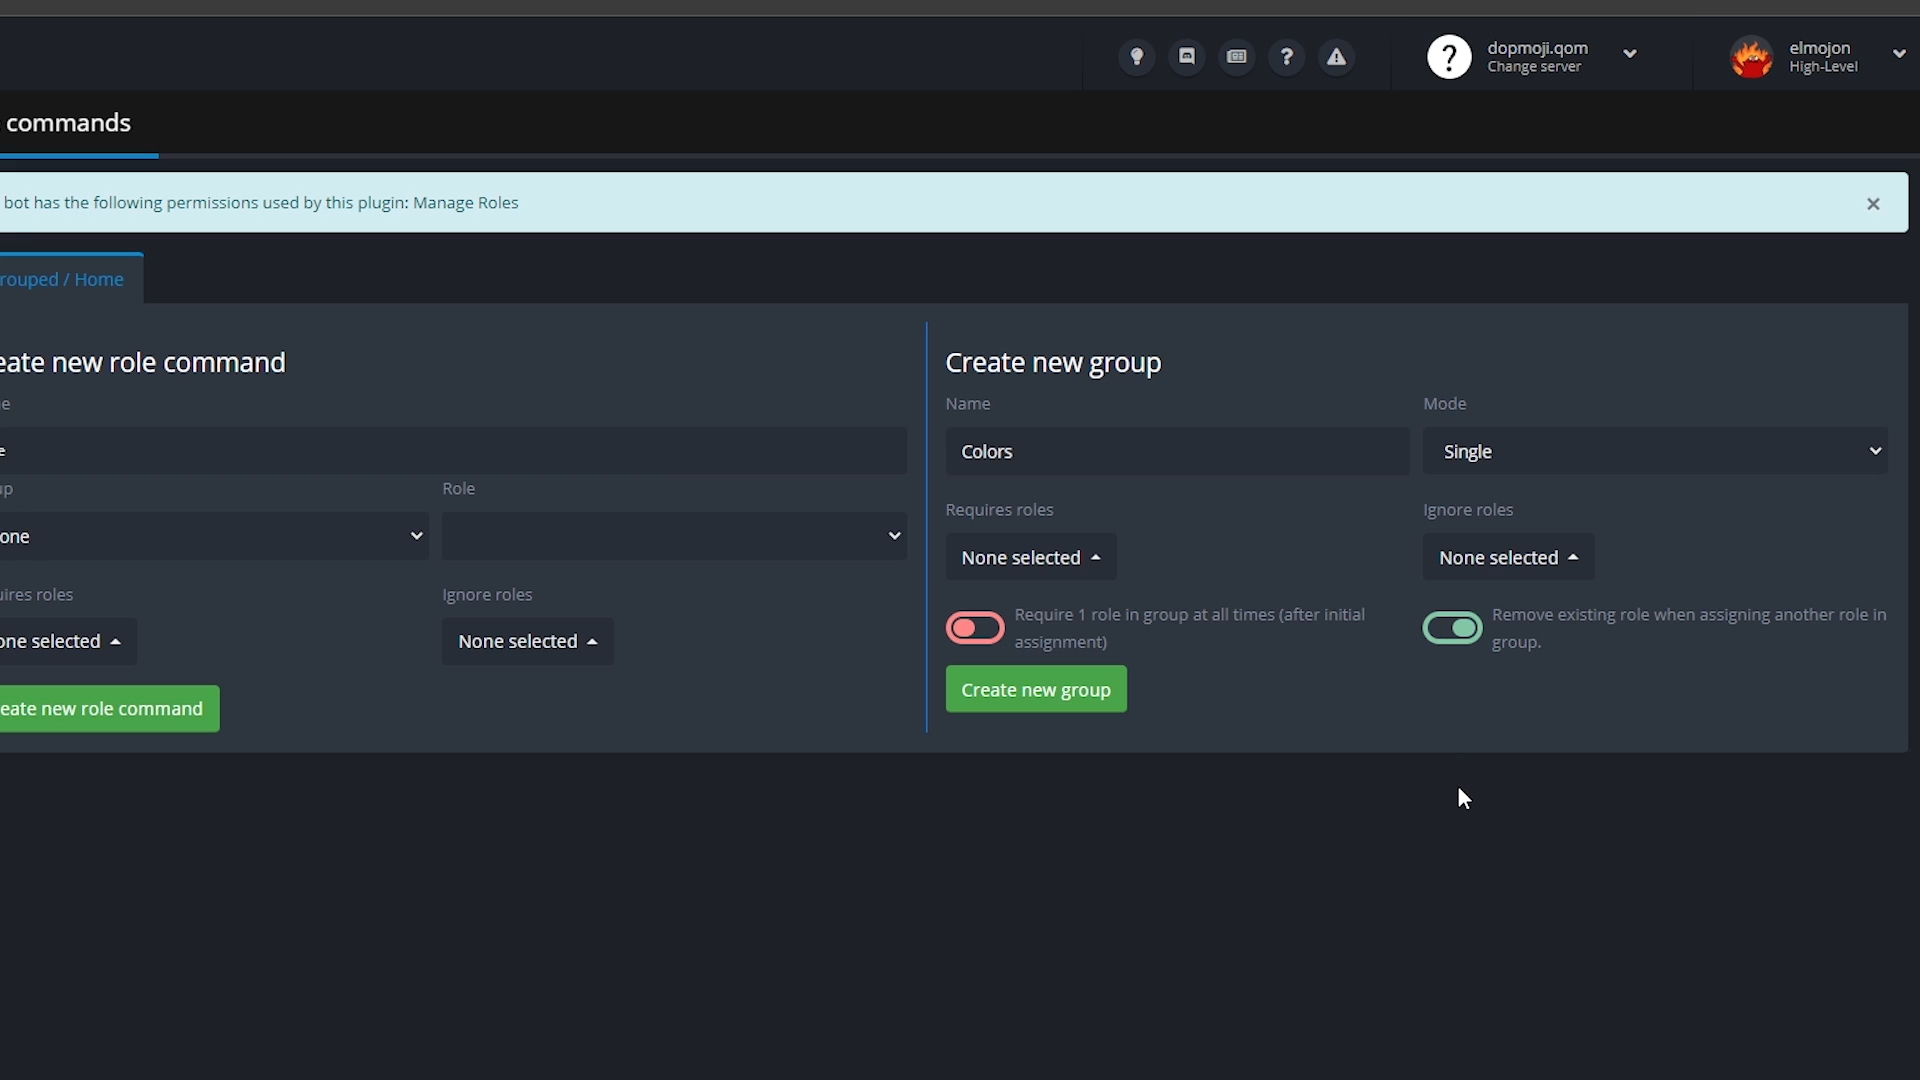 dopmoji.qom
Change server
elmojon
High-Level
commands
bot has the following permissions used by this plugin: Manage Roles
×
rouped / Home
eate new role command
e
e
up
Role
one
uires roles
Ignore roles
one selected
None selected
eate new role command
Create new group
Name
Mode
Colors
Single
Requires roles
Ignore roles
None selected
None selected
Require 1 role in group at all times (after initial
assignment)
Remove existing role when assigning another role in
group.
Create new group